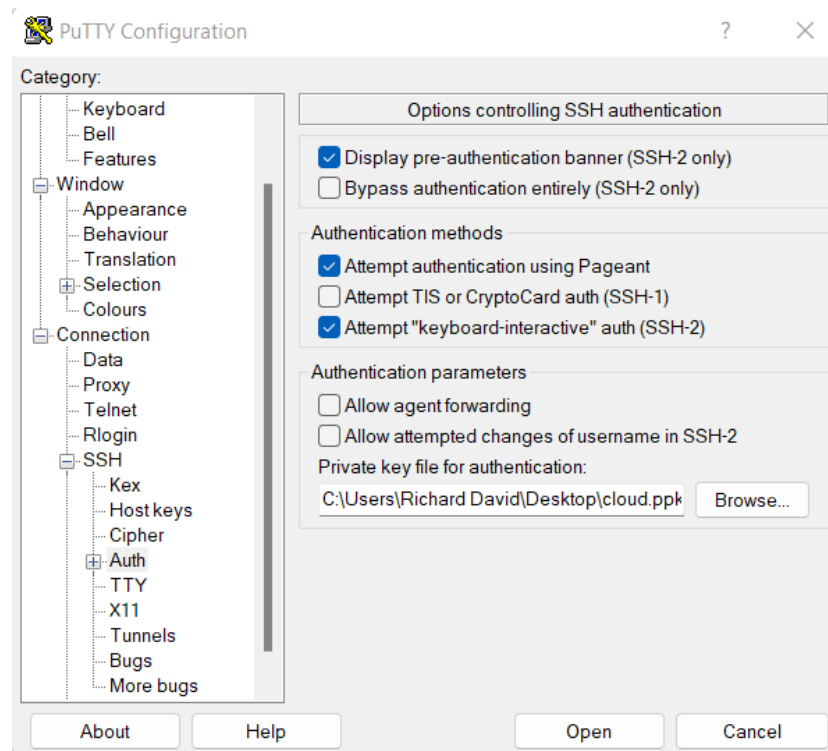 PuTTY Configuration
?
Category:
Keyboard
Bell
Features
Window
Appearance
Behaviour
Translation
Selection
Colours
Connection
Data
Proxy
Telnet
Rlogin
SSH
Kex
Host keys
Cipher
Auth
TTY
X11
Tunnels
Bugs
More bugs
Options controlling SSH authentication
Display pre-authentication banner (SSH-2 only)
Bypass authentication entirely (SSH-2 only)
Authentication methods
Attempt authentication using Pageant
Attempt TIS or CryptoCard auth (SSH-1)
Attempt "keyboard-interactive" auth (SSH-2)
Authentication parameters
Allow agent forwarding
Allow attempted changes of username in SSH-2
Private key file for authentication:
C:\Users\Richard David\Desktop\cloud.ppk
Browse...
About
Help
Open
Cancel